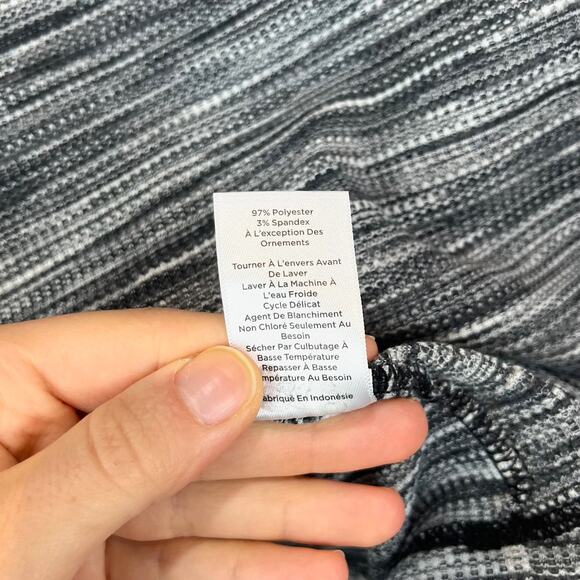 97% Polyester
3% Spandex
À L'exception Des
Ornements
Tourner À L'envers Avant
De Laver
Laver À La Machine À
L'eau Froide
Cycle Délicat
Agent De Blanchiment
Non Chloré Seulement Au
Besoin
Sécher Par Culbutage À
Basse Température
Repasser À Basse
mpérature Au Besoin
abriqué En Indonésie